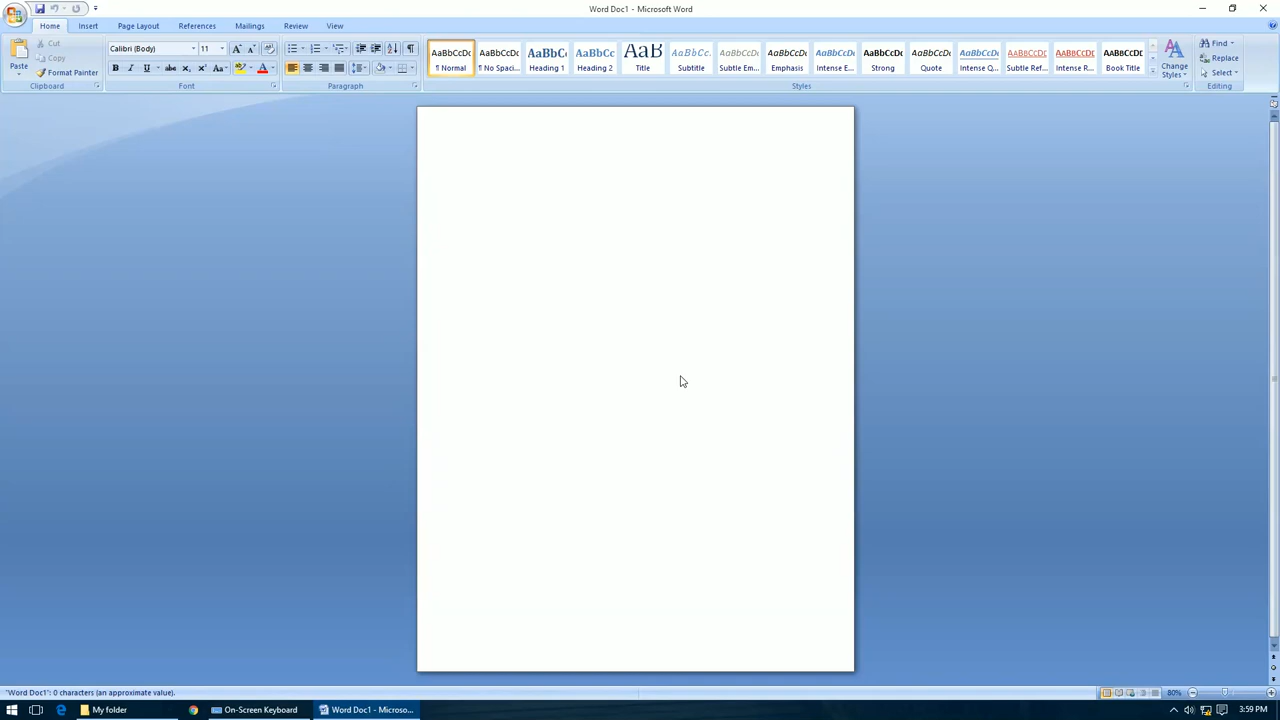 Word Doc1 - Microsoft Word
Home Insert Page Layout References Mailings Review View
Paste
Cut
Copy
Format Painter
Clipboard
Calibri (Body) 11
B I U abc x₂ x² Aa A
Font
Paragraph
AaBbCcDc AaBbCcDc AaBbCc AaBbCc AaB AaBbCc. AaBbCcDc AaBbCcDc AaBbCcDc AaBbCcDc AaBbCcDc AaBbCcDc AABBCCDC AABBCCDC AABBCCDC
¶ Normal ¶ No Spaci... Heading 1 Heading 2 Title Subtitle Subtle Em... Emphasis Intense E... Strong Quote Intense Q... Subtle Ref... Intense R... Book Title
Change
Styles
Styles
Find
Replace
Select
Editing
"Word Doc1": 0 characters (an approximate value).
80%
My folder
On-Screen Keyboard
Word Doc1 - Microso...
3:59 PM